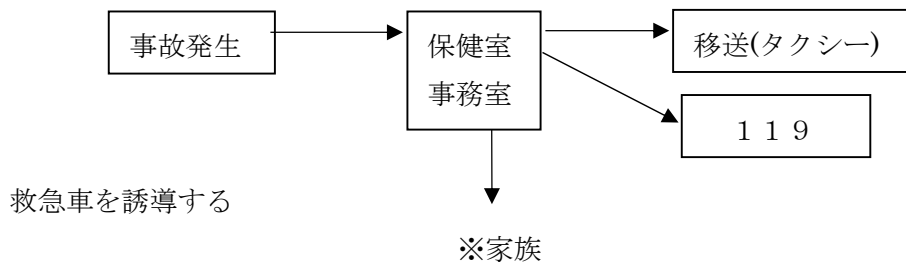 事故発生
保健室
事務室
移送(タクシー)
１１９
救急車を誘導する
※家族